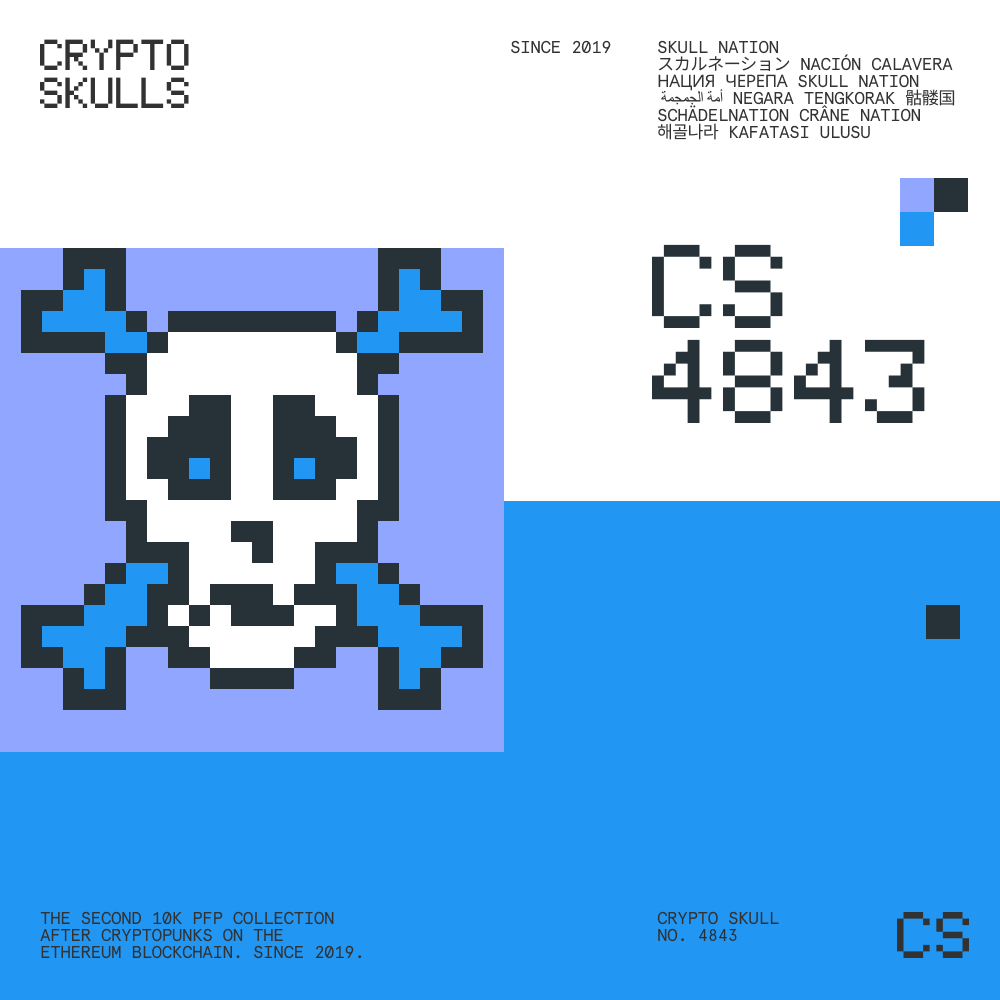 CRYPTO
SKULLS
SINCE 2019
SKULL NATION
スカルネーション NACIÓN CALAVERA
НАЦИЯ ЧЕРЕПА SKULL NATION
أمة الجمجمة NEGARA TENGKORAK 骷髅国
SCHÄDELNATION CRÂNE NATION
해골나라 KAFATASI ULUSU
CS
4843
THE SECOND 10K PFP COLLECTION
AFTER CRYPTOPUNKS ON THE
ETHEREUM BLOCKCHAIN. SINCE 2019.
CRYPTO SKULL
NO. 4843
CS